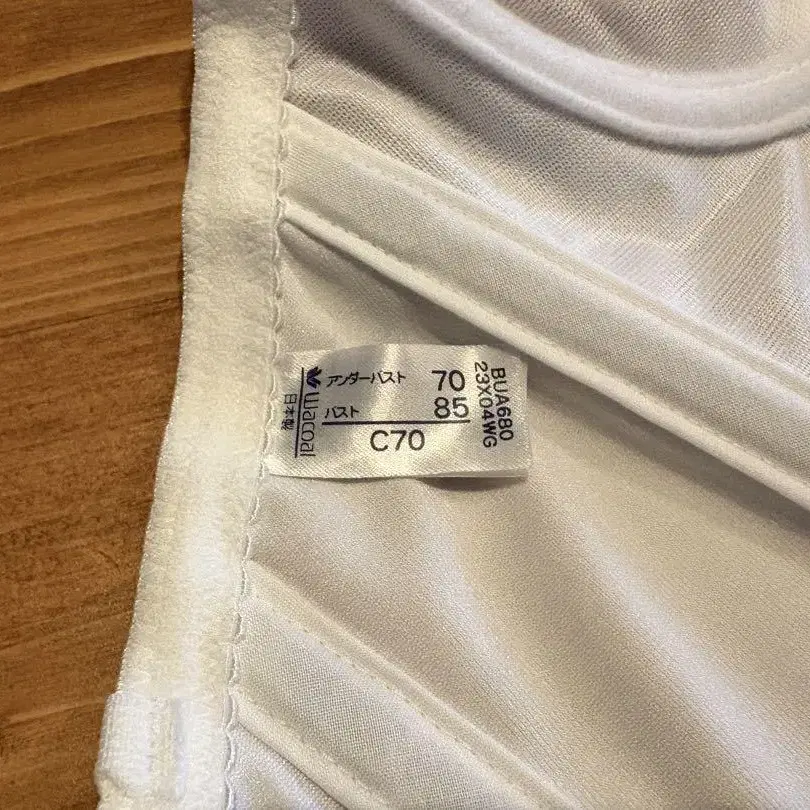 アンダーバスト 70
バスト 85
C70
Wacoal
日本製
BUA680
23X04WG